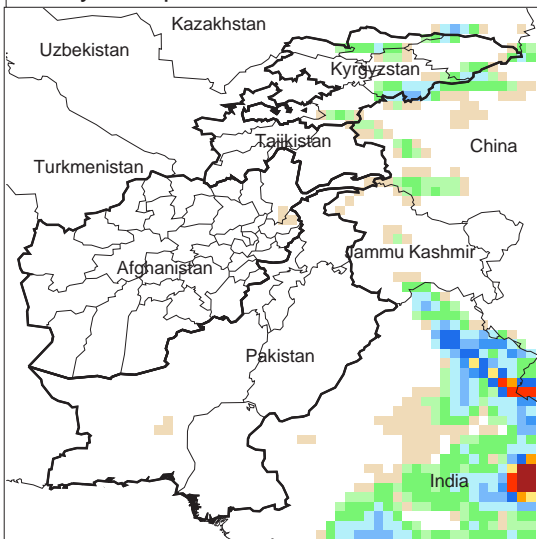 Kazakhstan
Uzbekistan
Kyrgyzstan
Tajikistan
China
Turkmenistan
Jammu Kashmir
Afghanistan
Pakistan
India